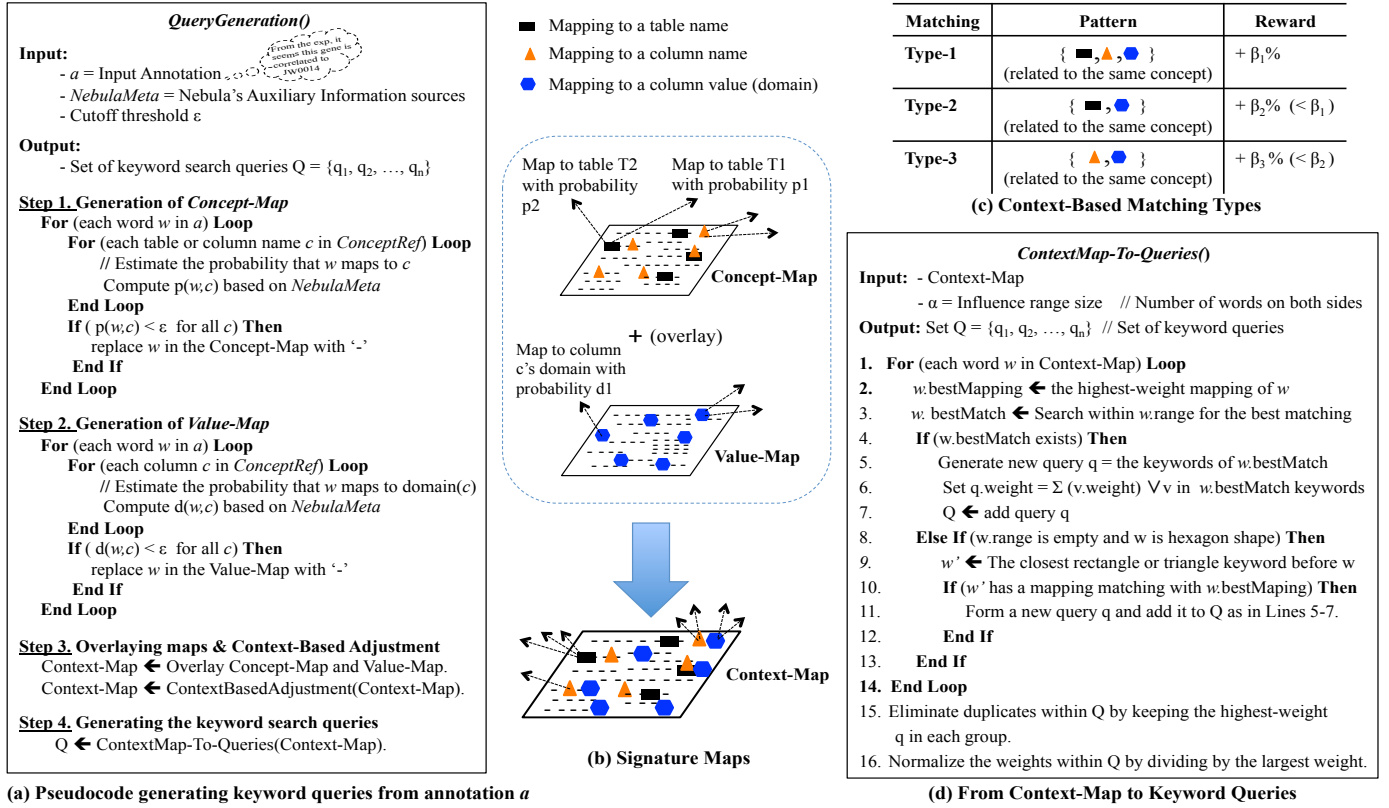 QueryGeneration()
Input:
From the exp, it
seems this gene is
correlated to
JW0014
- a = Input Annotation
- NebulaMeta = Nebula's Auxiliary Information sources
- Cutoff threshold ε
Output:
- Set of keyword search queries Q = {q1, q2, …, qn}
Step 1. Generation of Concept-Map
For (each word w in a) Loop
For (each table or column name c in ConceptRef) Loop
// Estimate the probability that w maps to c
Compute p(w,c) based on NebulaMeta
End Loop
If ( p(w,c) < ε for all c) Then
replace w in the Concept-Map with '-'
End If
End Loop
Step 2. Generation of Value-Map
For (each word w in a) Loop
For (each column c in ConceptRef) Loop
// Estimate the probability that w maps to domain(c)
Compute d(w,c) based on NebulaMeta
End Loop
If ( d(w,c) < ε for all c) Then
replace w in the Value-Map with '-'
End If
End Loop
Step 3. Overlaying maps & Context-Based Adjustment
Context-Map 🡸 Overlay Concept-Map and Value-Map.
Context-Map 🡸 ContextBasedAdjustment(Context-Map).
Step 4. Generating the keyword search queries
Q 🡸 ContextMap-To-Queries(Context-Map).
(a) Pseudocode generating keyword queries from annotation a
Mapping to a table name
Mapping to a column name
Mapping to a column value (domain)
Map to table T2
with probability
p2
Map to table T1
with probability p1
Concept-Map
+ (overlay)
Map to column
c's domain with
probability d1
Value-Map
Context-Map
(b) Signature Maps
Matching Pattern Reward
Type-1 { ■, ▲, ⬢ } + β1%
(related to the same concept)
Type-2 { ■, ⬢ } + β2% (< β1 )
(related to the same concept)
Type-3 { ▲, ⬢ } + β3% (< β2 )
(related to the same concept)
(c) Context-Based Matching Types
ContextMap-To-Queries()
Input: - Context-Map
- α = Influence range size // Number of words on both sides
Output: Set Q = {q1, q2, …, qn} // Set of keyword queries
1. For (each word w in Context-Map) Loop
2. w.bestMapping 🡸 the highest-weight mapping of w
3. w. bestMatch 🡸 Search within w.range for the best matching
4. If (w.bestMatch exists) Then
5. Generate new query q = the keywords of w.bestMatch
6. Set q.weight = Σ (v.weight) ∀v in w.bestMatch keywords
7. Q 🡸 add query q
8. Else If (w.range is empty and w is hexagon shape) Then
9. w' 🡸 The closest rectangle or triangle keyword before w
10. If (w' has a mapping matching with w.bestMaping) Then
11. Form a new query q and add it to Q as in Lines 5-7.
12. End If
13. End If
14. End Loop
15. Eliminate duplicates within Q by keeping the highest-weight
q in each group.
16. Normalize the weights within Q by dividing by the largest weight.
(d) From Context-Map to Keyword Queries